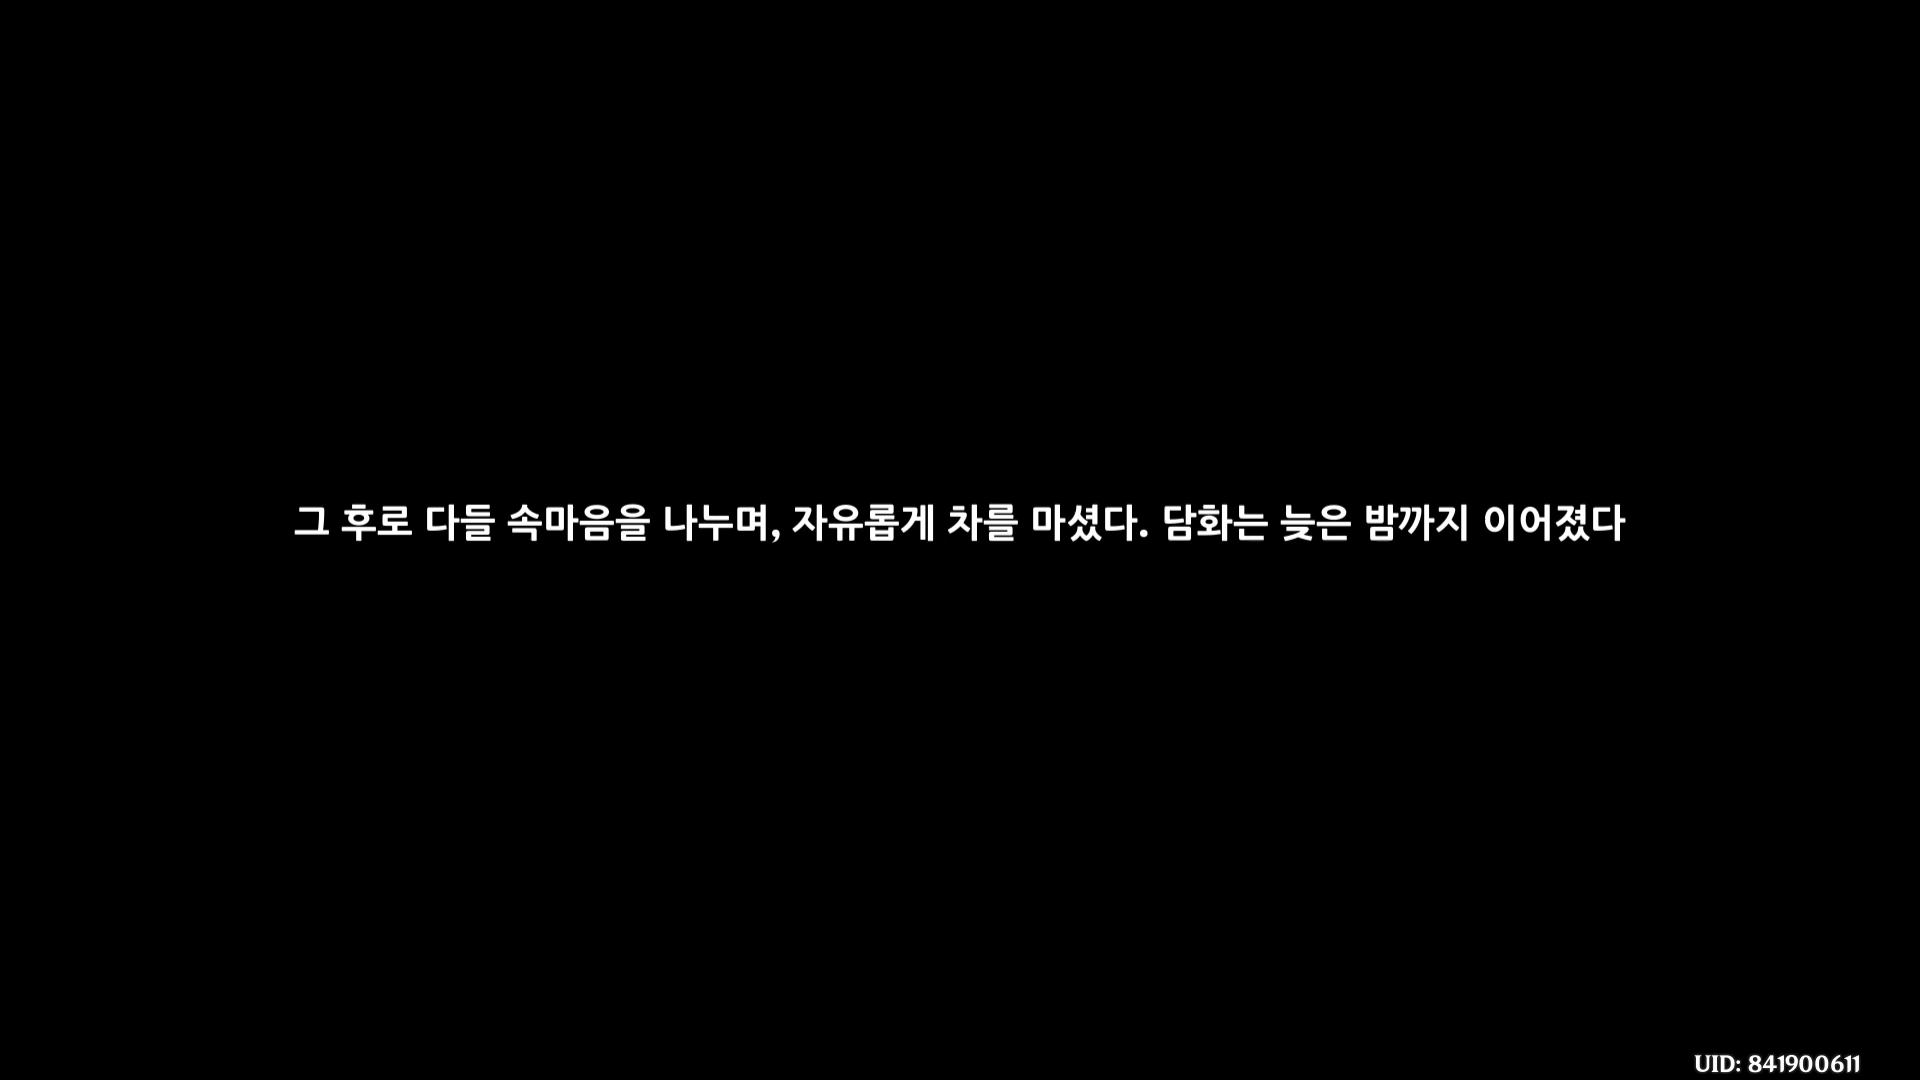 그 후로 다들 속마음을 나누며, 자유롭게 차를 마셨다. 담화는 늦은 밤까지 이어졌다
UID: 841900611